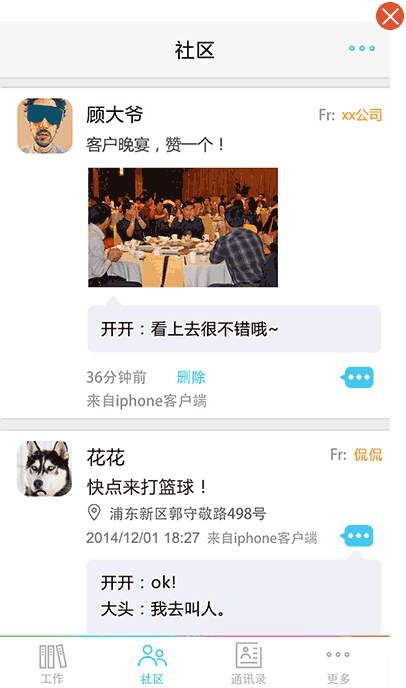 社区
顾大爷 Fr: xx公司
客户晚宴，赞一个！
开开：看上去很不错哦~
36分钟前 删除
来自iphone客户端
花花 Fr: 侃侃
快点来打篮球！
浦东新区郭守敬路498号
2014/12/01 18:27 来自iphone客户端
开开：ok!
大头：我去叫人。
工作 社区 通讯录 更多